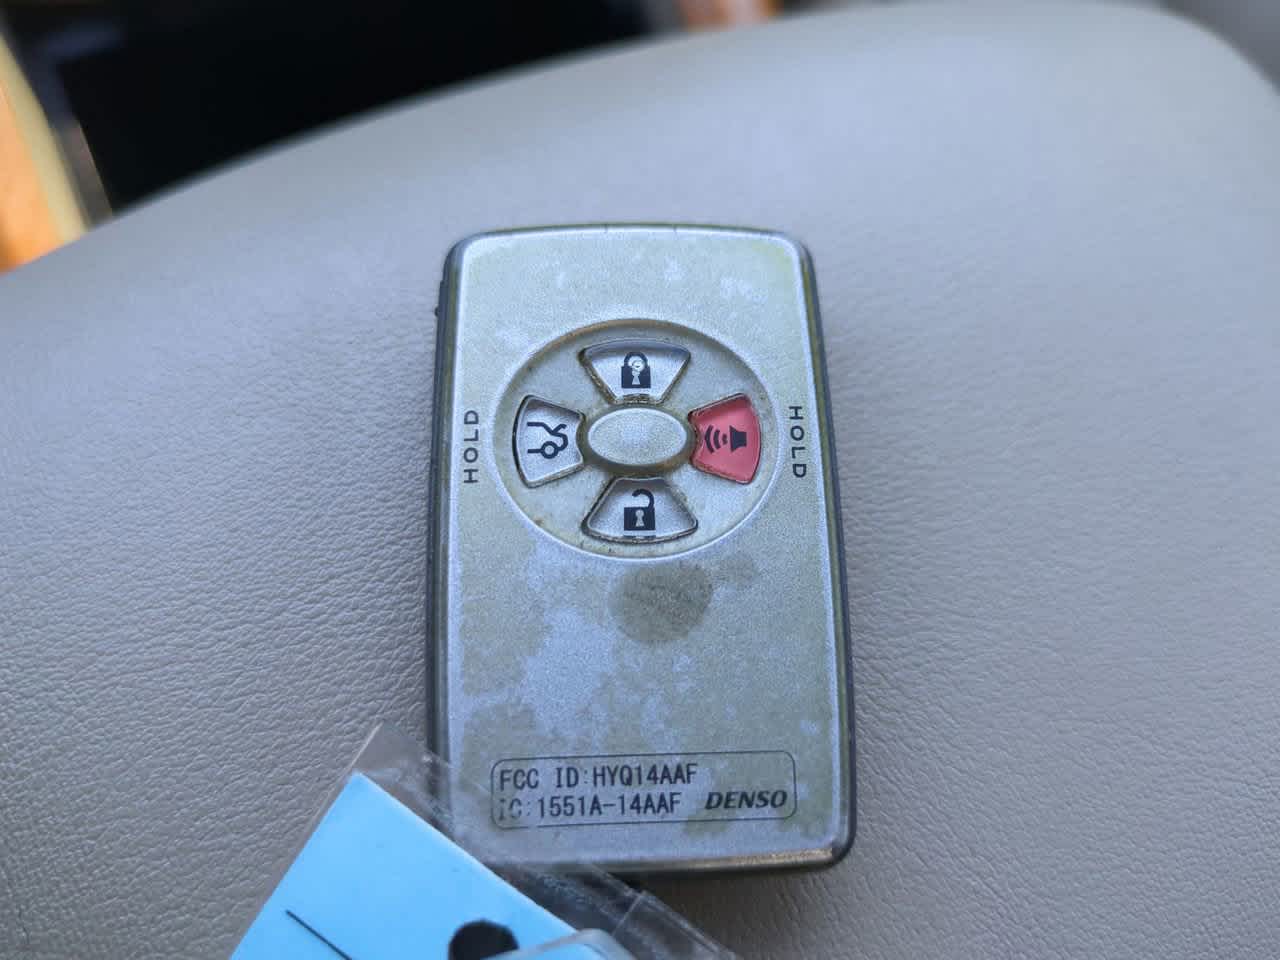 HOLD
HOLD
FCC ID:HYQ14AAF
IC:1551A-14AAF DENSO